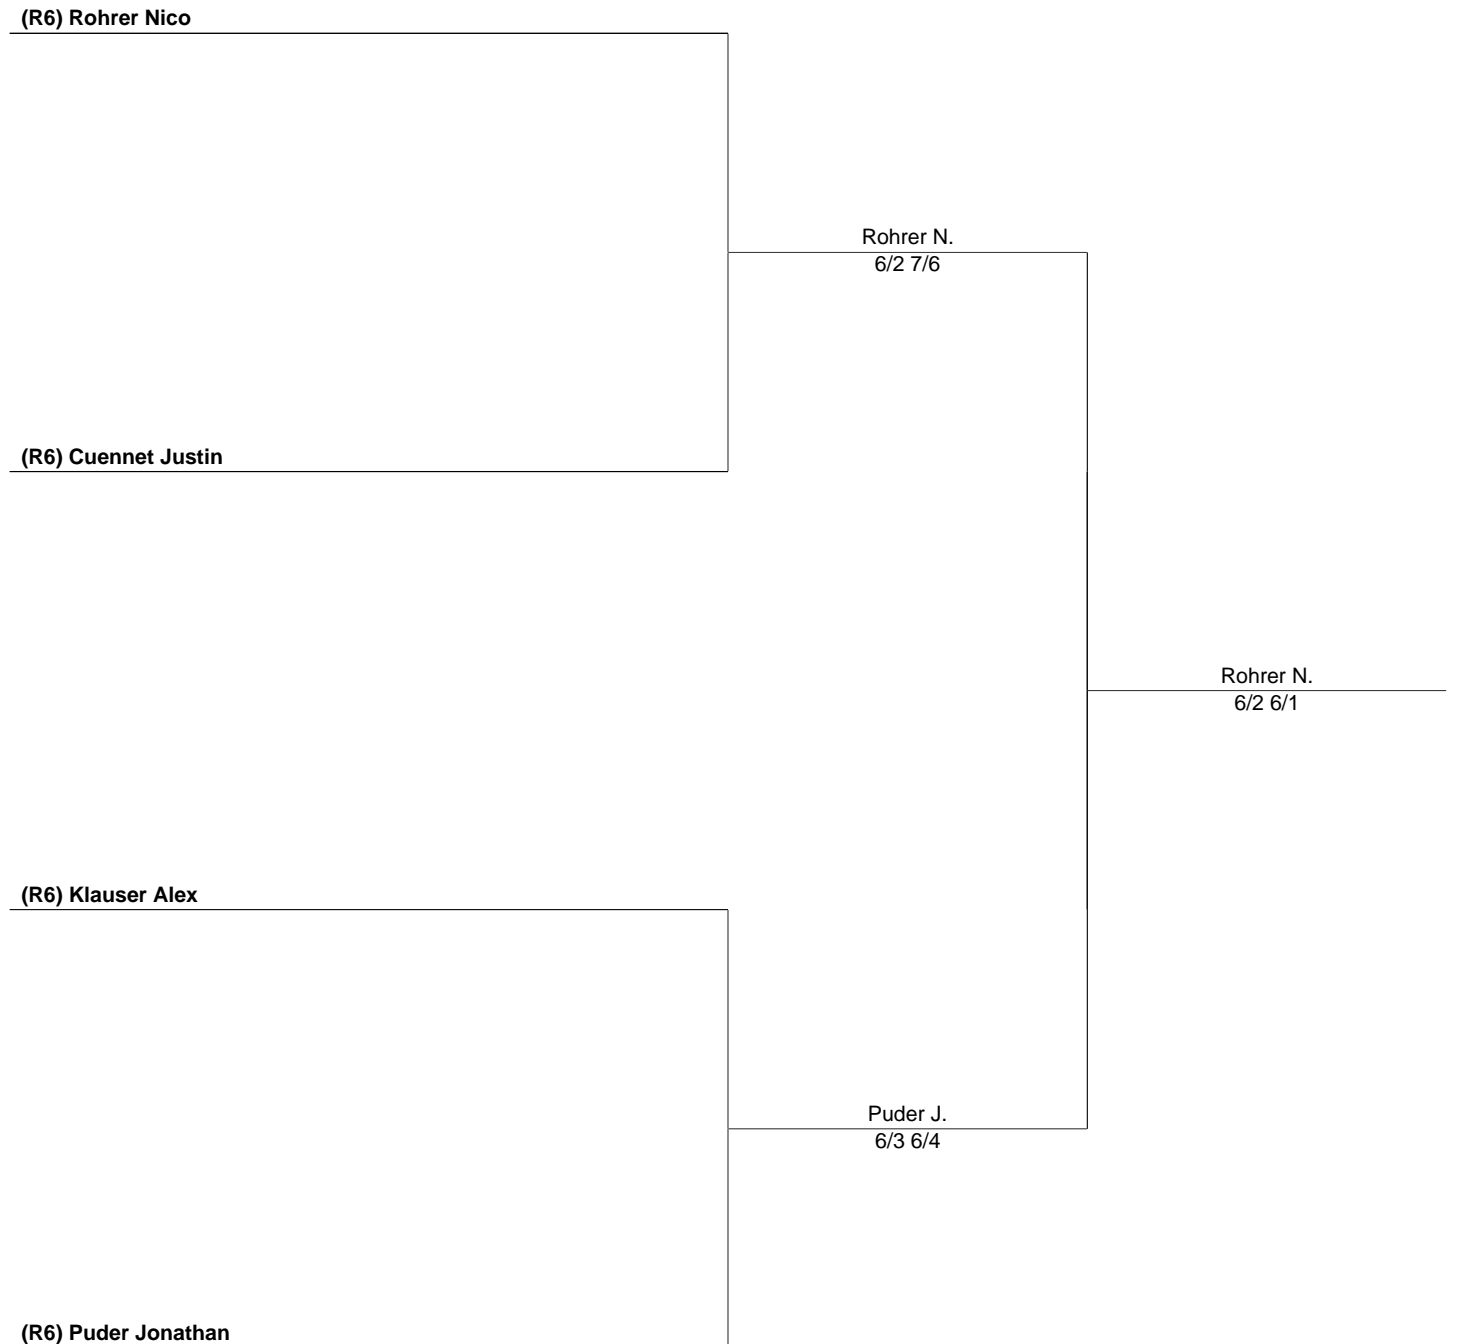 (R6) Rohrer Nico
Rohrer N.
6/2 7/6
(R6) Cuennet Justin
Rohrer N.
6/2 6/1
(R6) Klauser Alex
Puder J.
6/3 6/4
(R6) Puder Jonathan